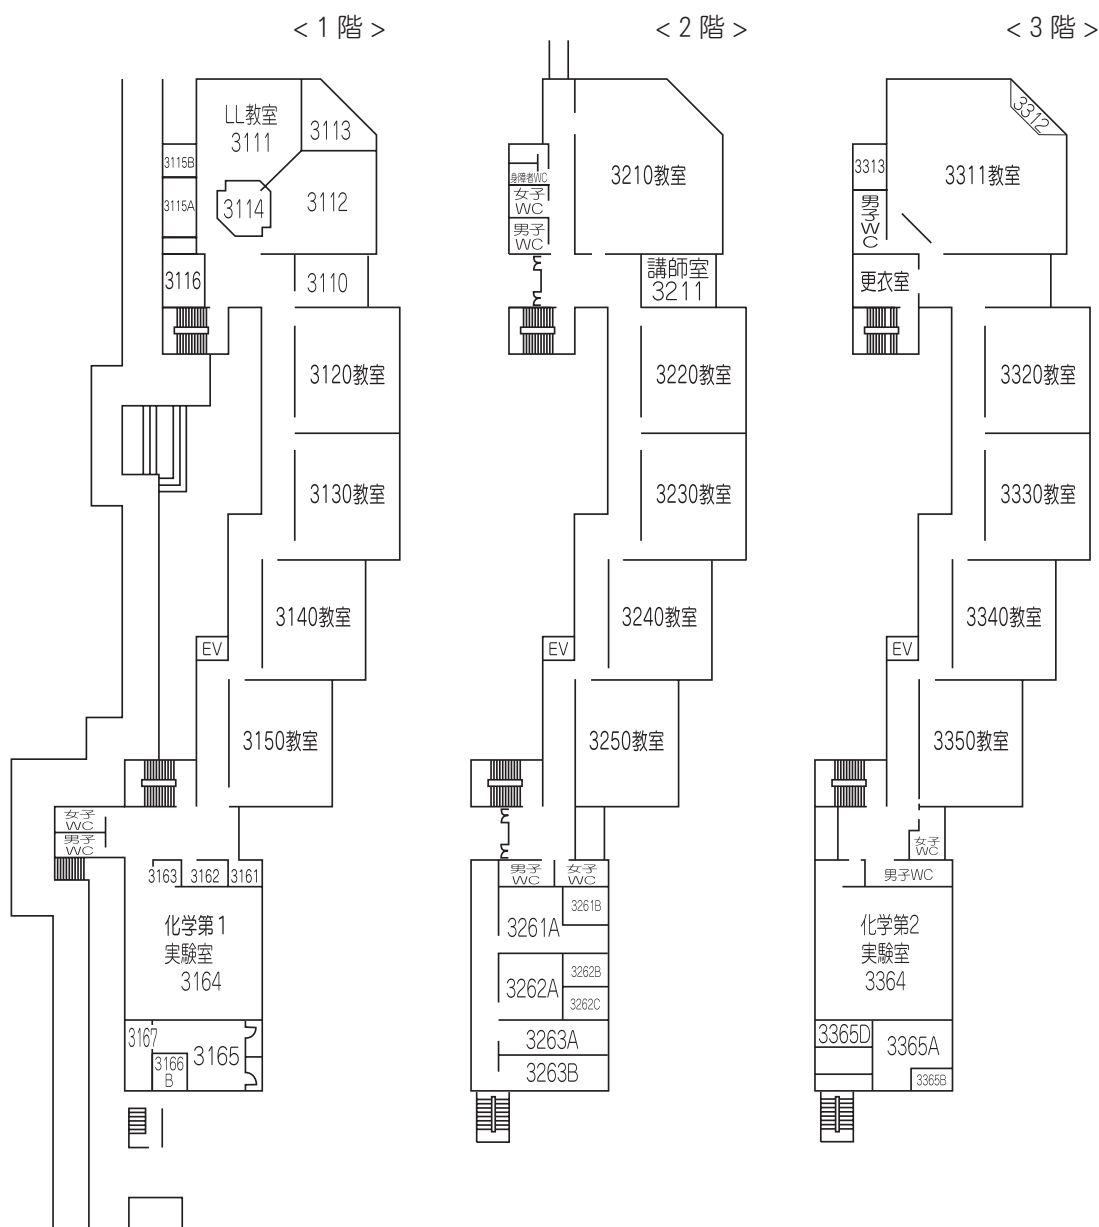 <1階>
LL教室
3111
3113
3115B
3115A
3114
3112
3116
3110
3120教室
3130教室
3140教室
EV
3150教室
女子
WC
男子
WC
3163
3162
3161
化学第1
実験室
3164
3167
3166
B
3165
<2階>
身障者WC
女子
WC
男子
WC
3210教室
講師室
3211
3220教室
3230教室
3240教室
EV
3250教室
男子
WC
女子
WC
3261A
3261B
3262A
3262B
3262C
3263A
3263B
<3階>
3312
3313
3311教室
男子WC
更衣室
3320教室
3330教室
3340教室
EV
3350教室
女子
WC
男子WC
化学第2
実験室
3364
3365D
3365A
3365B